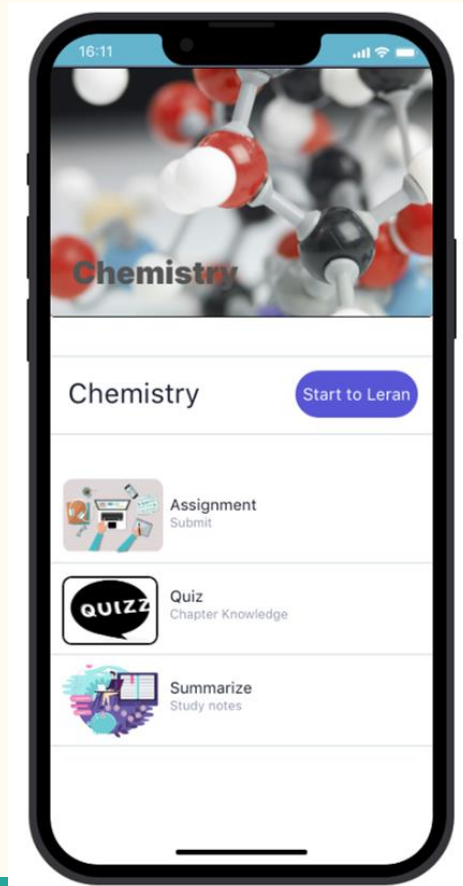 16:11
Chemistry
Chemistry
Start to Leran
Assignment
Submit
QUIZZ
Quiz
Chapter Knowledge
Summarize
Study notes